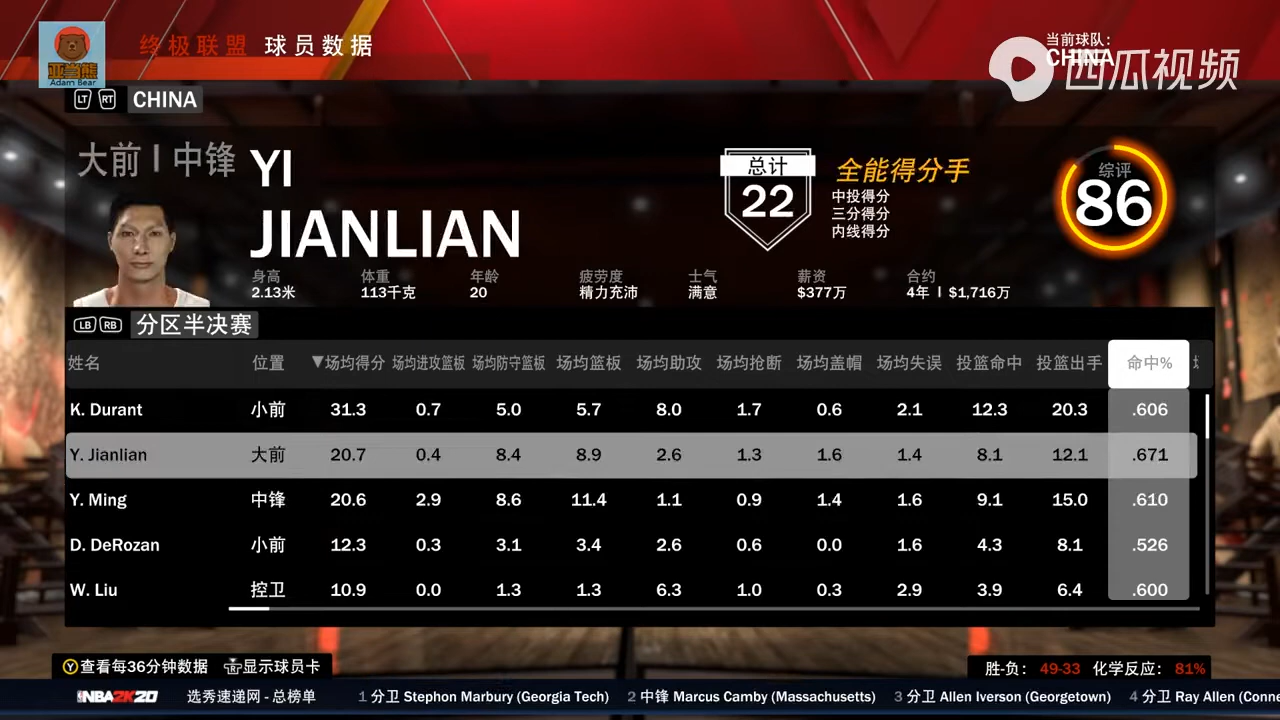 终极联盟 球员数据
亚当熊
Adam Bear
当前球队:
CHINA
西瓜视频
LT RT CHINA
大前 | 中锋
YI
JIANLIAN
总计
22
全能得分手
中投得分
三分得分
内线得分
综评
86
身高 体重 年龄 疲劳度 士气 薪资 合约
2.13米 113千克 20 精力充沛 满意 $377万 4年 | $1,716万
LB RB 分区半决赛
姓名 位置 ▼场均得分 场均进攻篮板 场均防守篮板 场均篮板 场均助攻 场均抢断 场均盖帽 场均失误 投篮命中 投篮出手 命中%
K. Durant 小前 31.3 0.7 5.0 5.7 8.0 1.7 0.6 2.1 12.3 20.3 .606
Y. Jianlian 大前 20.7 0.4 8.4 8.9 2.6 1.3 1.6 1.4 8.1 12.1 .671
Y. Ming 中锋 20.6 2.9 8.6 11.4 1.1 0.9 1.4 1.6 9.1 15.0 .610
D. DeRozan 小前 12.3 0.3 3.1 3.4 2.6 0.6 0.0 1.6 4.3 8.1 .526
W. Liu 控卫 10.9 0.0 1.3 1.3 6.3 1.0 0.3 2.9 3.9 6.4 .600
Y 查看每36分钟数据 R 显示球员卡
胜-负: 49-33 化学反应: 81%
NBA2K20 选秀速递网 - 总榜单 1 分卫 Stephon Marbury (Georgia Tech) 2 中锋 Marcus Camby (Massachusetts) 3 分卫 Allen Iverson (Georgetown) 4 分卫 Ray Allen (Conne